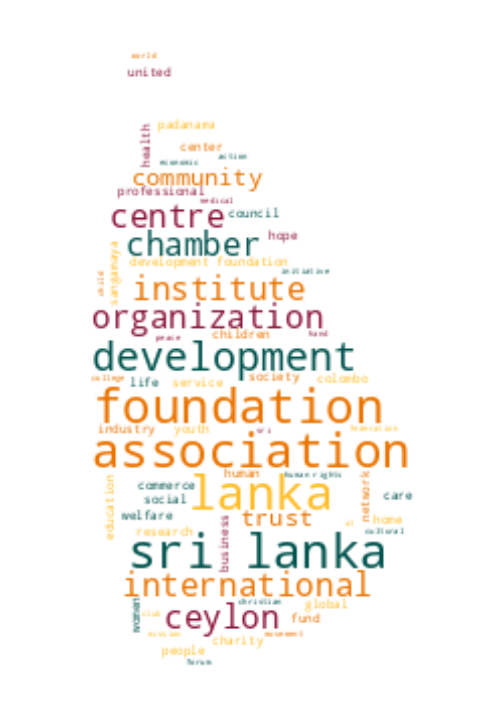 world
united
padanama
health
center
action
economic
community
professional
medical
centre
council
chamber
hope
sangamaya
development foundation
initiative
child
institute
organization
children
hand
peace
development
college
life
service
society
colombo
foundation
industry
youth
sri
federation
association
human
human rights
education
commerce
lanka
network
social
care
welfare
trust
home
al
research
business
cultural
sri lanka
international
women
christian
global
club
ceylon
fund
mission
movement
charity
people
forum